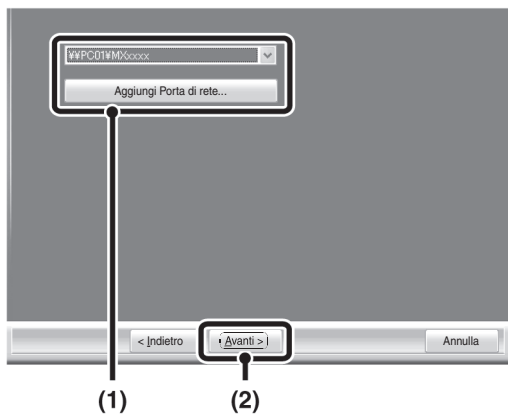 ¥¥PC01¥MXxxxx
Aggiungi Porta di rete...
< Indietro
Avanti >
Annulla
(1)
(2)